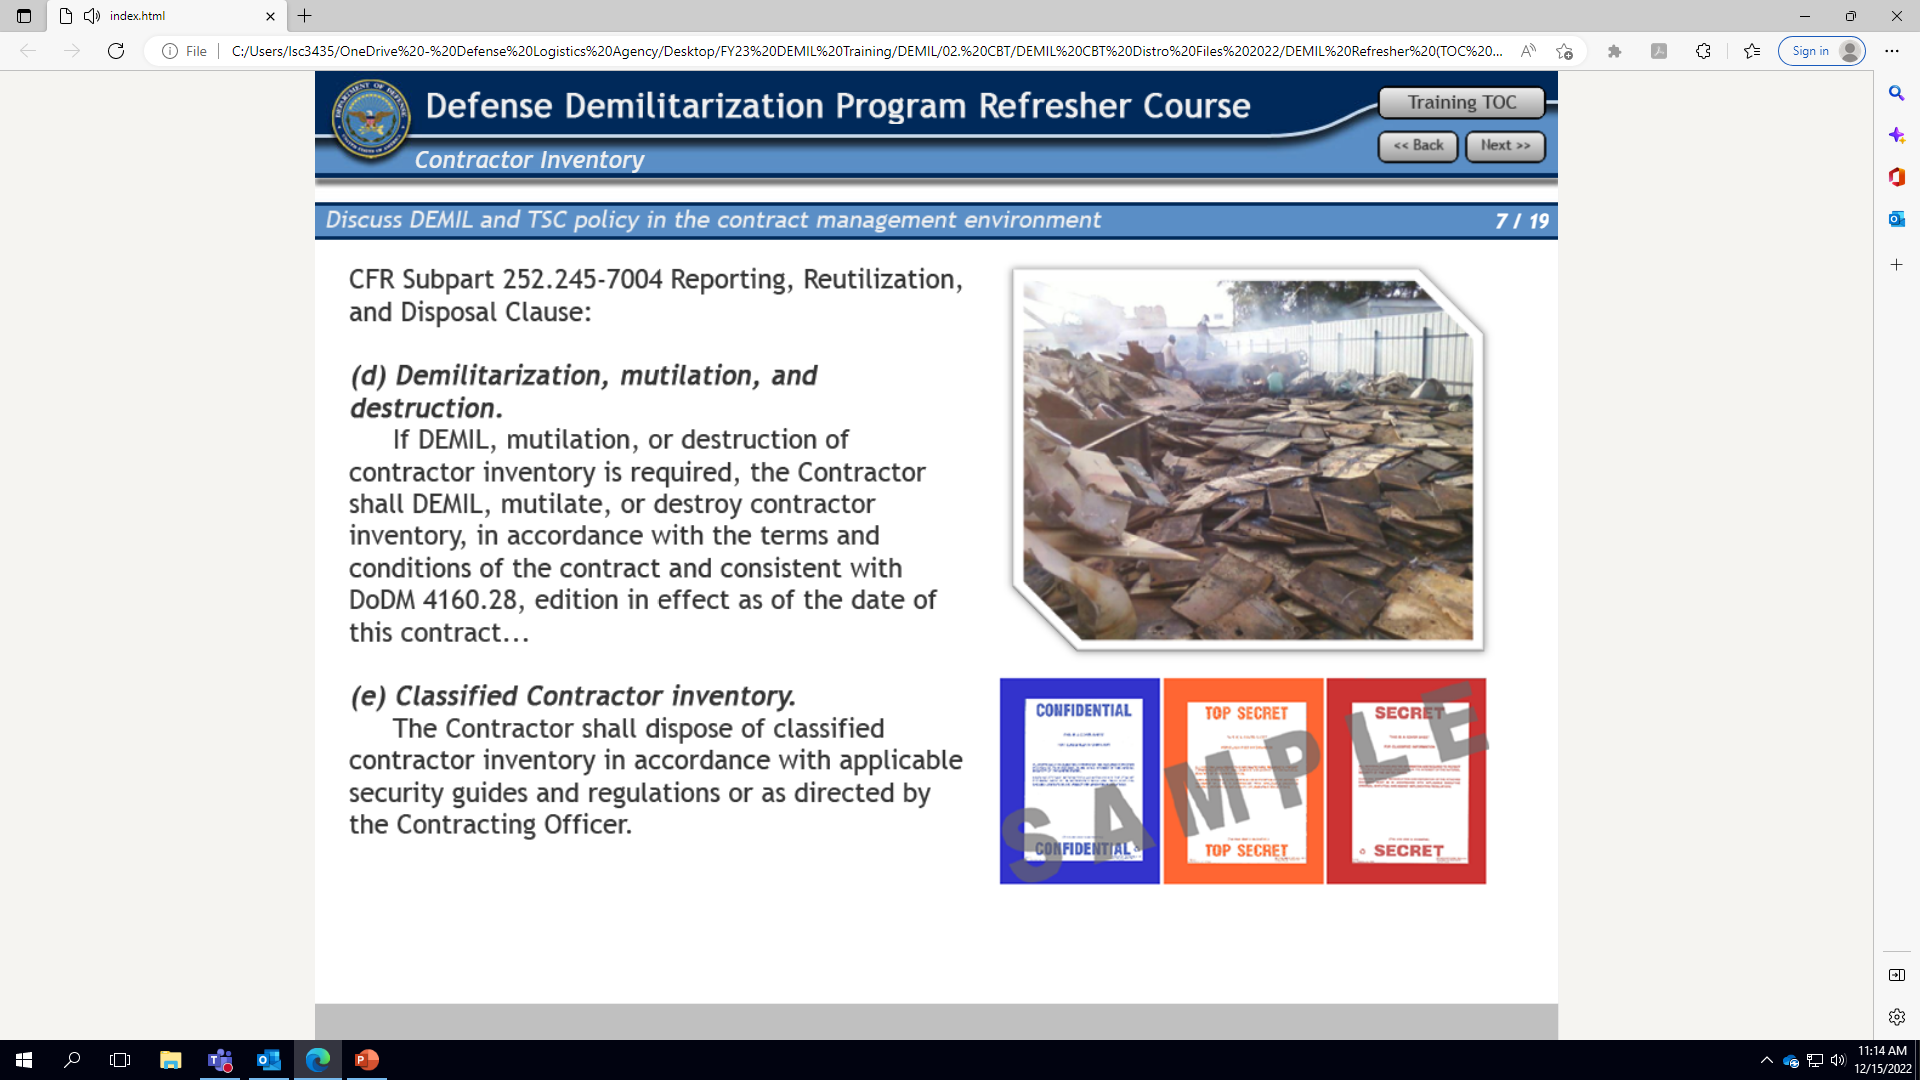 index.html
File
C:/Users/lsc3435/OneDrive%20-%20Defense%20Logistics%20Agency/Desktop/FY23%20DEMIL%20Training/DEMIL/02.%20CBT/DEMIL%20CBT%20Distro%20Files%202022/DEMIL%20Refresher%20(TOC%20...
Sign in
Defense Demilitarization Program Refresher Course
Training TOC
<< Back
Next >>
Contractor Inventory
Discuss DEMIL and TSC policy in the contract management environment
7 / 19
CFR Subpart 252.245-7004 Reporting, Reutilization,
and Disposal Clause:
(d) Demilitarization, mutilation, and
destruction.
If DEMIL, mutilation, or destruction of
contractor inventory is required, the Contractor
shall DEMIL, mutilate, or destroy contractor
inventory, in accordance with the terms and
conditions of the contract and consistent with
DoDM 4160.28, edition in effect as of the date of
this contract...
(e) Classified Contractor inventory.
The Contractor shall dispose of classified
contractor inventory in accordance with applicable
security guides and regulations or as directed by
the Contracting Officer.
CONFIDENTIAL
CONFIDENTIAL
TOP SECRET
TOP SECRET
SECRET
SECRET
SAMPLE
11:14 AM
12/15/2022